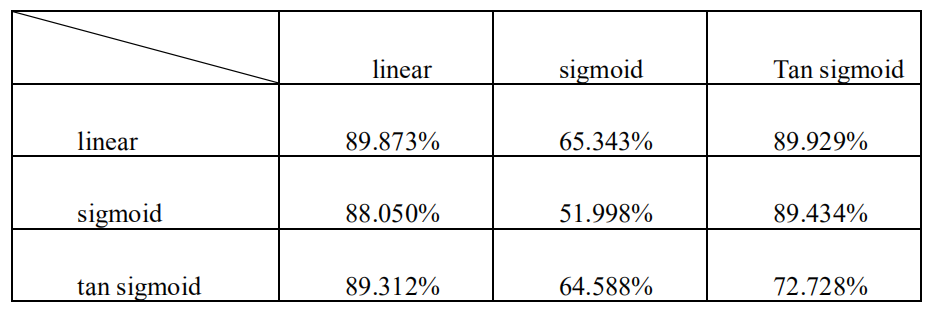 linear sigmoid Tan sigmoid
linear 89.873% 65.343% 89.929%
sigmoid 88.050% 51.998% 89.434%
tan sigmoid 89.312% 64.588% 72.728%